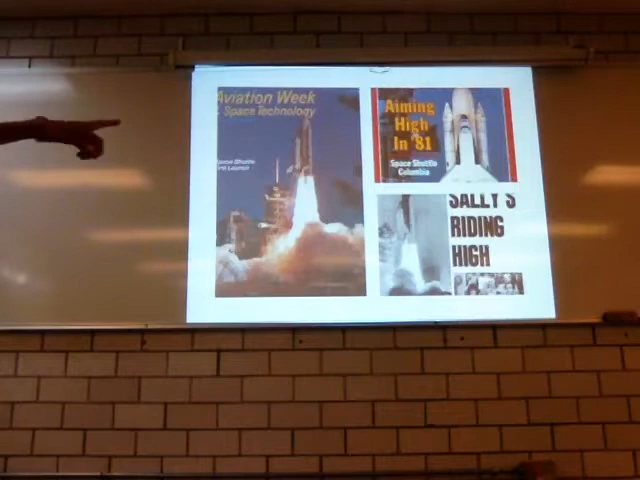 Aviation Week
& Space Technology
Space Shuttle
First Launch
Aiming
High
In '81
Space Shuttle
Columbia
SALLY'S
RIDING
HIGH